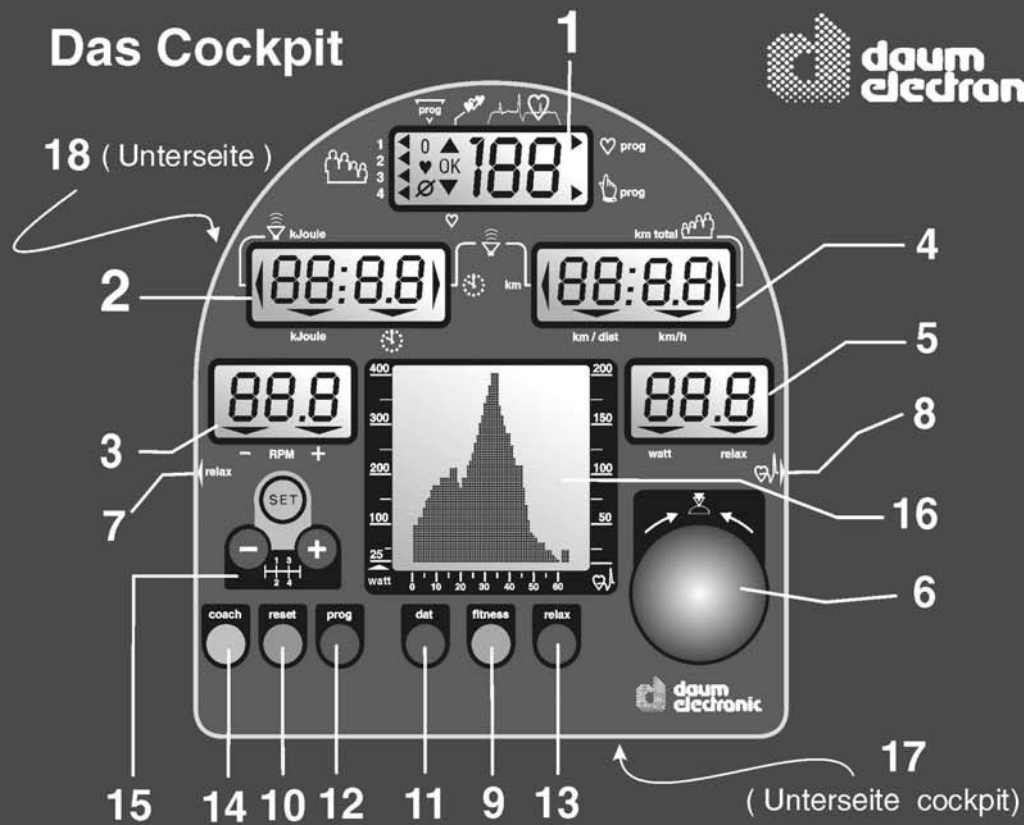 Das Cockpit
daum
electron
1
prog
18 ( Unterseite )
1 0 188 prog
2
3 OK
4 prog
kJoule
km total
2
88:8.8
km
88:8.8
4
kJoule
km / dist km/h
5
88.8
400
200
88.8
3
300
150
8
- RPM +
watt relax
7
relax
200
100
SET
16
- +
100
50
1 3
2 4
25
6
watt 0 10 20 30 40 50 60
coach reset prog dat fitness relax
daum
electronic
17
15 14 10 12 11 9 13
( Unterseite cockpit)